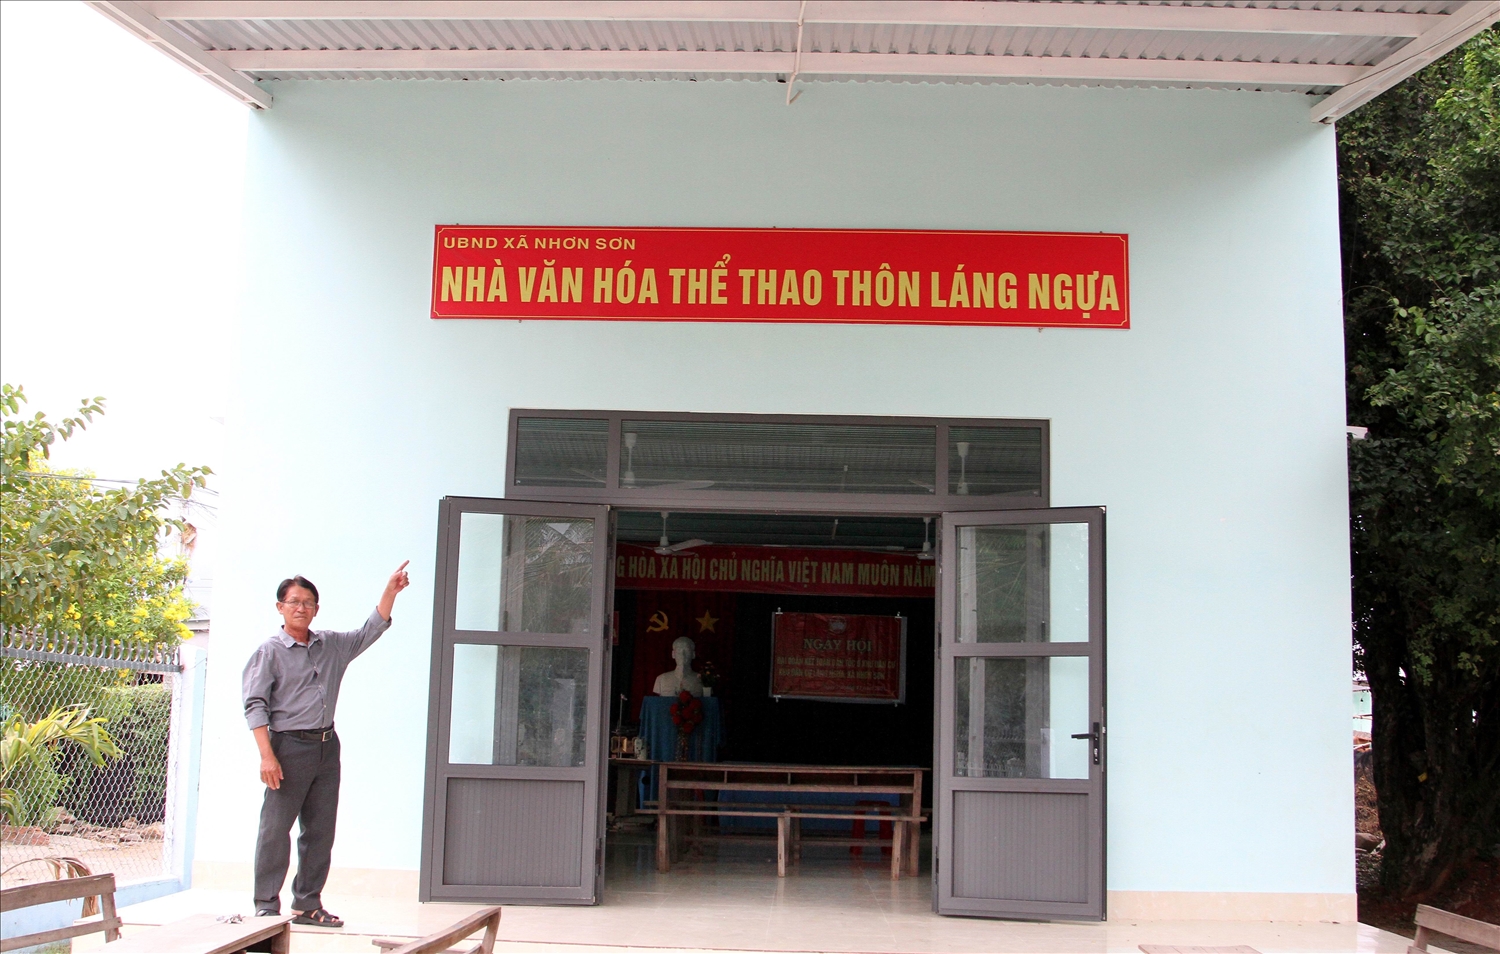 UBND XÃ NHƠN SƠN
NHÀ VĂN HÓA THỂ THAO THÔN LÁNG NGỰA
HÒA XÃ HỘI CHỦ NGHĨA VIỆT NAM MUÔN NĂM
NGÀY HỘI